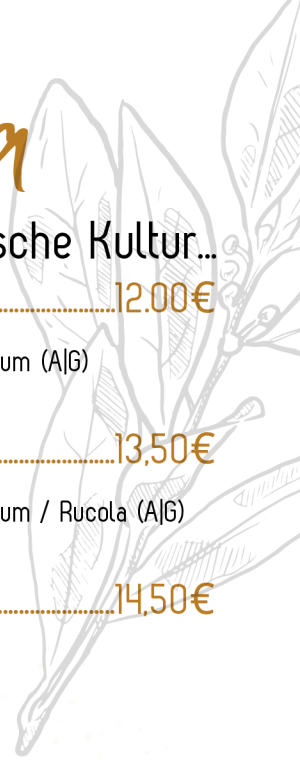 sche Kultur...
12.00€
um (A|G)
13,50€
um / Rucola (A|G)
14,50€